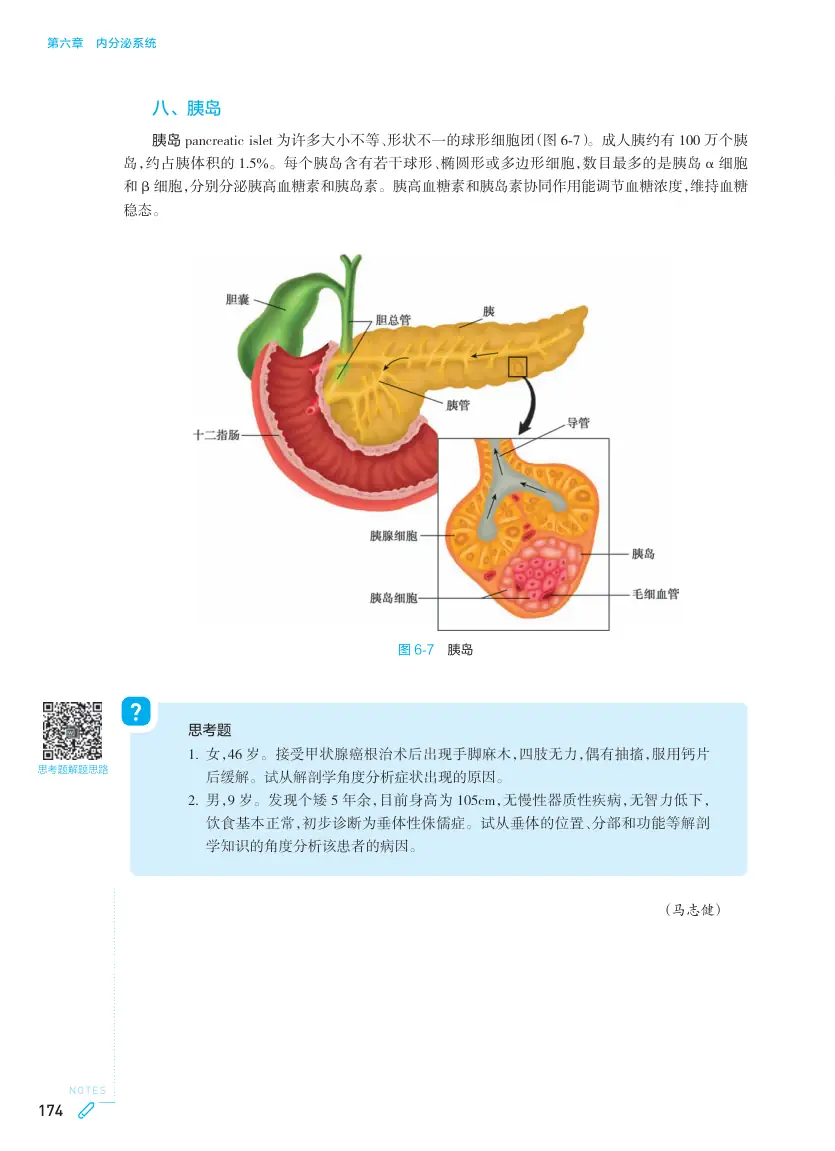 第六章 内分泌系统
八、胰岛
胰岛 pancreatic islet 为许多大小不等、形状不一的球形细胞团(图 6-7)。成人胰约有 100 万个胰
岛,约占胰体积的 1.5%。每个胰岛含有若干球形、椭圆形或多边形细胞,数目最多的是胰岛 α 细胞
和 β 细胞,分别分泌胰高血糖素和胰岛素。胰高血糖素和胰岛素协同作用能调节血糖浓度,维持血糖
稳态。
胆囊
胆总管
胰
胰管
导管
十二指肠
胰腺细胞
胰岛
胰岛细胞
毛细血管
图 6-7 胰岛
?
思考题
1. 女,46 岁。接受甲状腺癌根治术后出现手脚麻木,四肢无力,偶有抽搐,服用钙片
后缓解。试从解剖学角度分析症状出现的原因。
2. 男,9 岁。发现个矮 5 年余,目前身高为 105cm,无慢性器质性疾病,无智力低下,
饮食基本正常,初步诊断为垂体性侏儒症。试从垂体的位置、分部和功能等解剖
学知识的角度分析该患者的病因。
思考题解题思路
(马志健)
NOTES
174